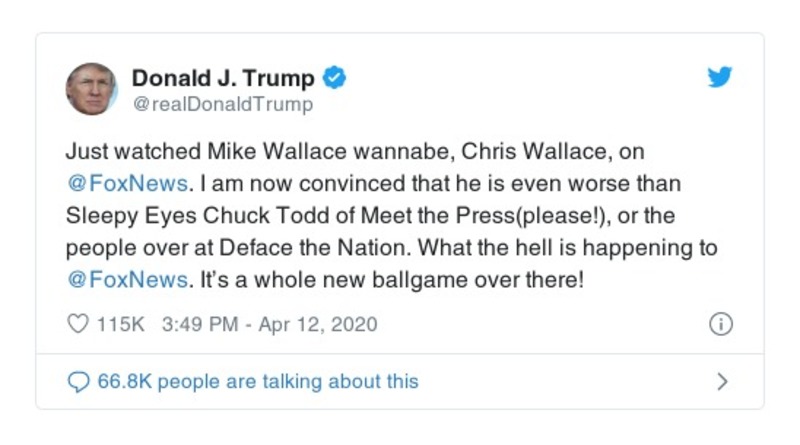 Donald J. Trump
@realDonaldTrump
Just watched Mike Wallace wannabe, Chris Wallace, on
@FoxNews. I am now convinced that he is even worse than
Sleepy Eyes Chuck Todd of Meet the Press(please!), or the
people over at Deface the Nation. What the hell is happening to
@FoxNews. It’s a whole new ballgame over there!
115K 3:49 PM - Apr 12, 2020
66.8K people are talking about this